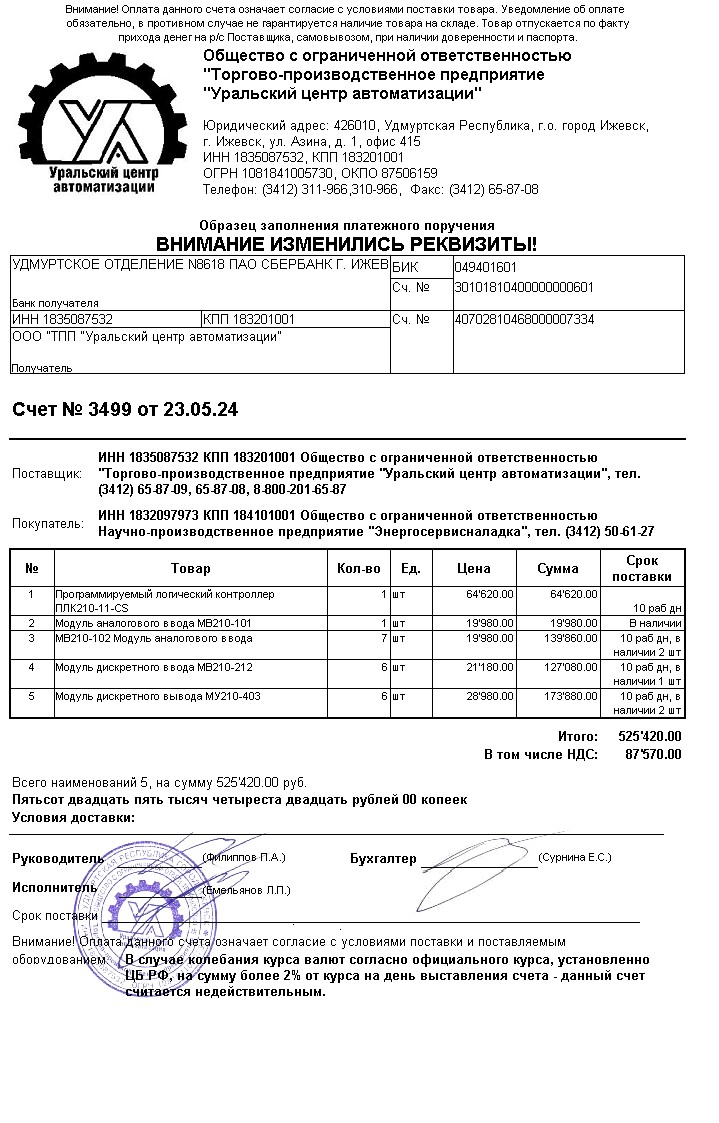 Внимание! Оплата данного счета означает согласие с условиями поставки товара. Уведомление об оплате
обязательно, в противном случае не гарантируется наличие товара на складе. Товар отпускается по факту
прихода денег на р/с Поставщика, самовывозом, при наличии доверенности и паспорта.
Общество с ограниченной ответственностью
"Торгово-производственное предприятие
"Уральский центр автоматизации"
УЦА
Уральский центр
автоматизации
Юридический адрес: 426010, Удмуртская Республика, г.о. город Ижевск,
г. Ижевск, ул. Азина, д. 1, офис 415
ИНН 1835087532, КПП 183201001
ОГРН 1081841005730, ОКПО 87506159
Телефон: (3412) 311-966,310-966, Факс: (3412) 65-87-08
Образец заполнения платежного поручения
ВНИМАНИЕ ИЗМЕНИЛИСЬ РЕКВИЗИТЫ!
УДМУРТСКОЕ ОТДЕЛЕНИЕ N8618 ПАО СБЕРБАНК Г. ИЖЕВ БИК 049401601
Сч. № 30101810400000000601
Банк получателя
ИНН 1835087532 КПП 183201001 Сч. № 40702810468000007334
ООО "ТПП "Уральский центр автоматизации"
Получатель
Счет № 3499 от 23.05.24
Поставщик: ИНН 1835087532 КПП 183201001 Общество с ограниченной ответственностью
"Торгово-производственное предприятие "Уральский центр автоматизации", тел.
(3412) 65-87-09, 65-87-08, 8-800-201-65-87
Покупатель: ИНН 1832097973 КПП 184101001 Общество с ограниченной ответственностью
Научно-производственное предприятие "Энергосервисналадка", тел. (3412) 50-61-27
№ Товар Кол-во Ед. Цена Сумма Срок поставки
1 Программируемый логический контроллер 1 шт 64'620.00 64'620.00
ПЛК210-11-CS 10 раб дн
2 Модуль аналогового ввода МВ210-101 1 шт 19'980.00 19'980.00 В наличии
3 МВ210-102 Модуль аналогового ввода 7 шт 19'980.00 139'860.00 10 раб дн, в
наличии 2 шт
4 Модуль дискретного ввода МВ210-212 6 шт 21'180.00 127'080.00 10 раб дн, в
наличии 1 шт
5 Модуль дискретного вывода МУ210-403 6 шт 28'980.00 173'880.00 10 раб дн, в
наличии 2 шт
Итого: 525'420.00
В том числе НДС: 87'570.00
Всего наименований 5, на сумму 525'420.00 руб.
Пятьсот двадцать пять тысяч четыреста двадцать рублей 00 копеек
Условия доставки:
Руководитель (Филиппов П.А.) Бухгалтер (Сурнина Е.С.)
Исполнитель (Емельянов Л.П.)
Срок поставки
Внимание! Оплата данного счета означает согласие с условиями поставки и поставляемым
оборудованием. В случае колебания курса валют согласно официального курса, установленно
ЦБ РФ, на сумму более 2% от курса на день выставления счета - данный счет
считается недействительным.